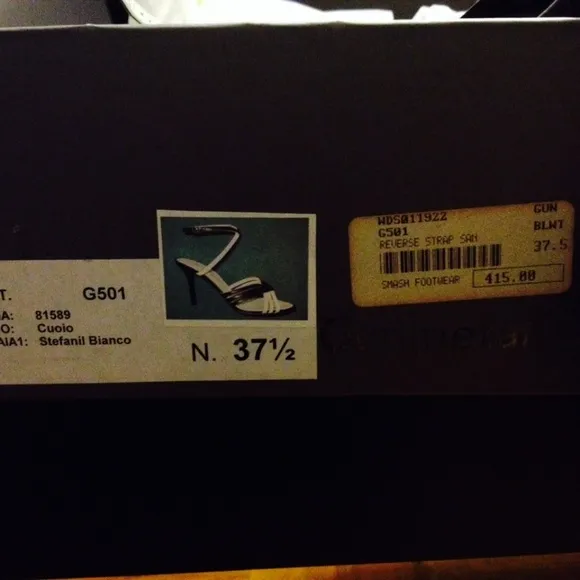 T. G501
A: 81589
O: Cuoio
AIA1: Stefanil Bianco
N. 37½
WDS011922 GUN
G501 BLWT
REVERSE STRAP SAN 37.5
SMASH FOOTWEAR 415.00